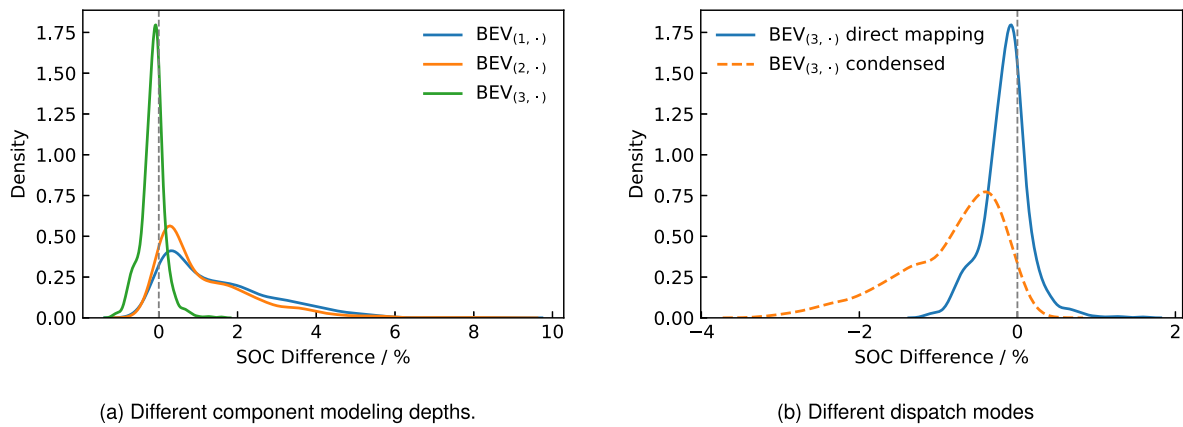 1.75
1.50
1.25
1.00
0.75
0.50
0.25
0.00
Density
0
2
4
6
8
10
SOC Difference / %
BEV(1, ·)
BEV(2, ·)
BEV(3, ·)
(a) Different component modeling depths.
1.75
1.50
1.25
1.00
0.75
0.50
0.25
0.00
Density
−4
−2
0
2
SOC Difference / %
BEV(3, ·) direct mapping
BEV(3, ·) condensed
(b) Different dispatch modes